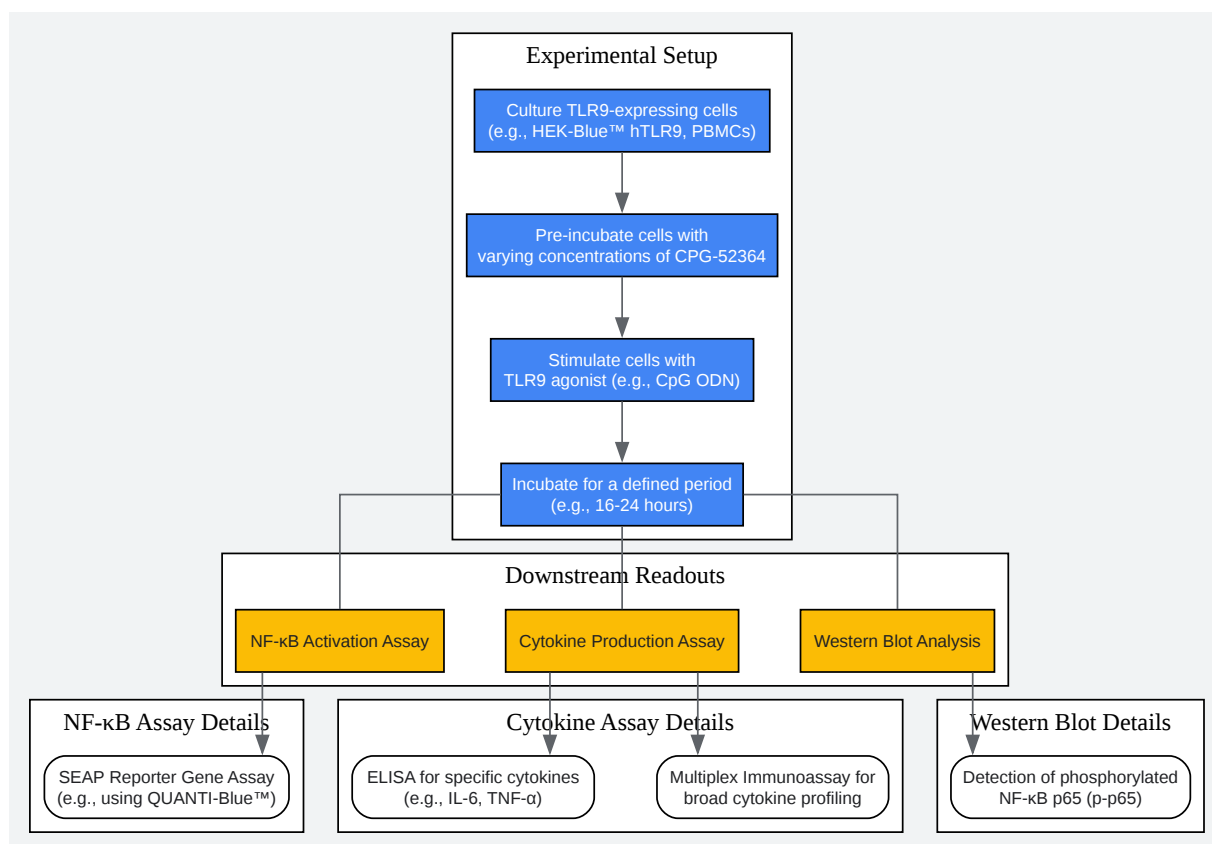 Experimental Setup
Culture TLR9-expressing cells
(e.g., HEK-Blue™ hTLR9, PBMCs)
Pre-incubate cells with
varying concentrations of CPG-52364
Stimulate cells with
TLR9 agonist (e.g., CpG ODN)
Incubate for a defined period
(e.g., 16-24 hours)
Downstream Readouts
NF-κB Activation Assay
Cytokine Production Assay
Western Blot Analysis
NF-κB Assay Details
SEAP Reporter Gene Assay
(e.g., using QUANTI-Blue™)
Cytokine Assay Details
ELISA for specific cytokines
(e.g., IL-6, TNF-α)
Multiplex Immunoassay for
broad cytokine profiling
Western Blot Details
Detection of phosphorylated
NF-κB p65 (p-p65)